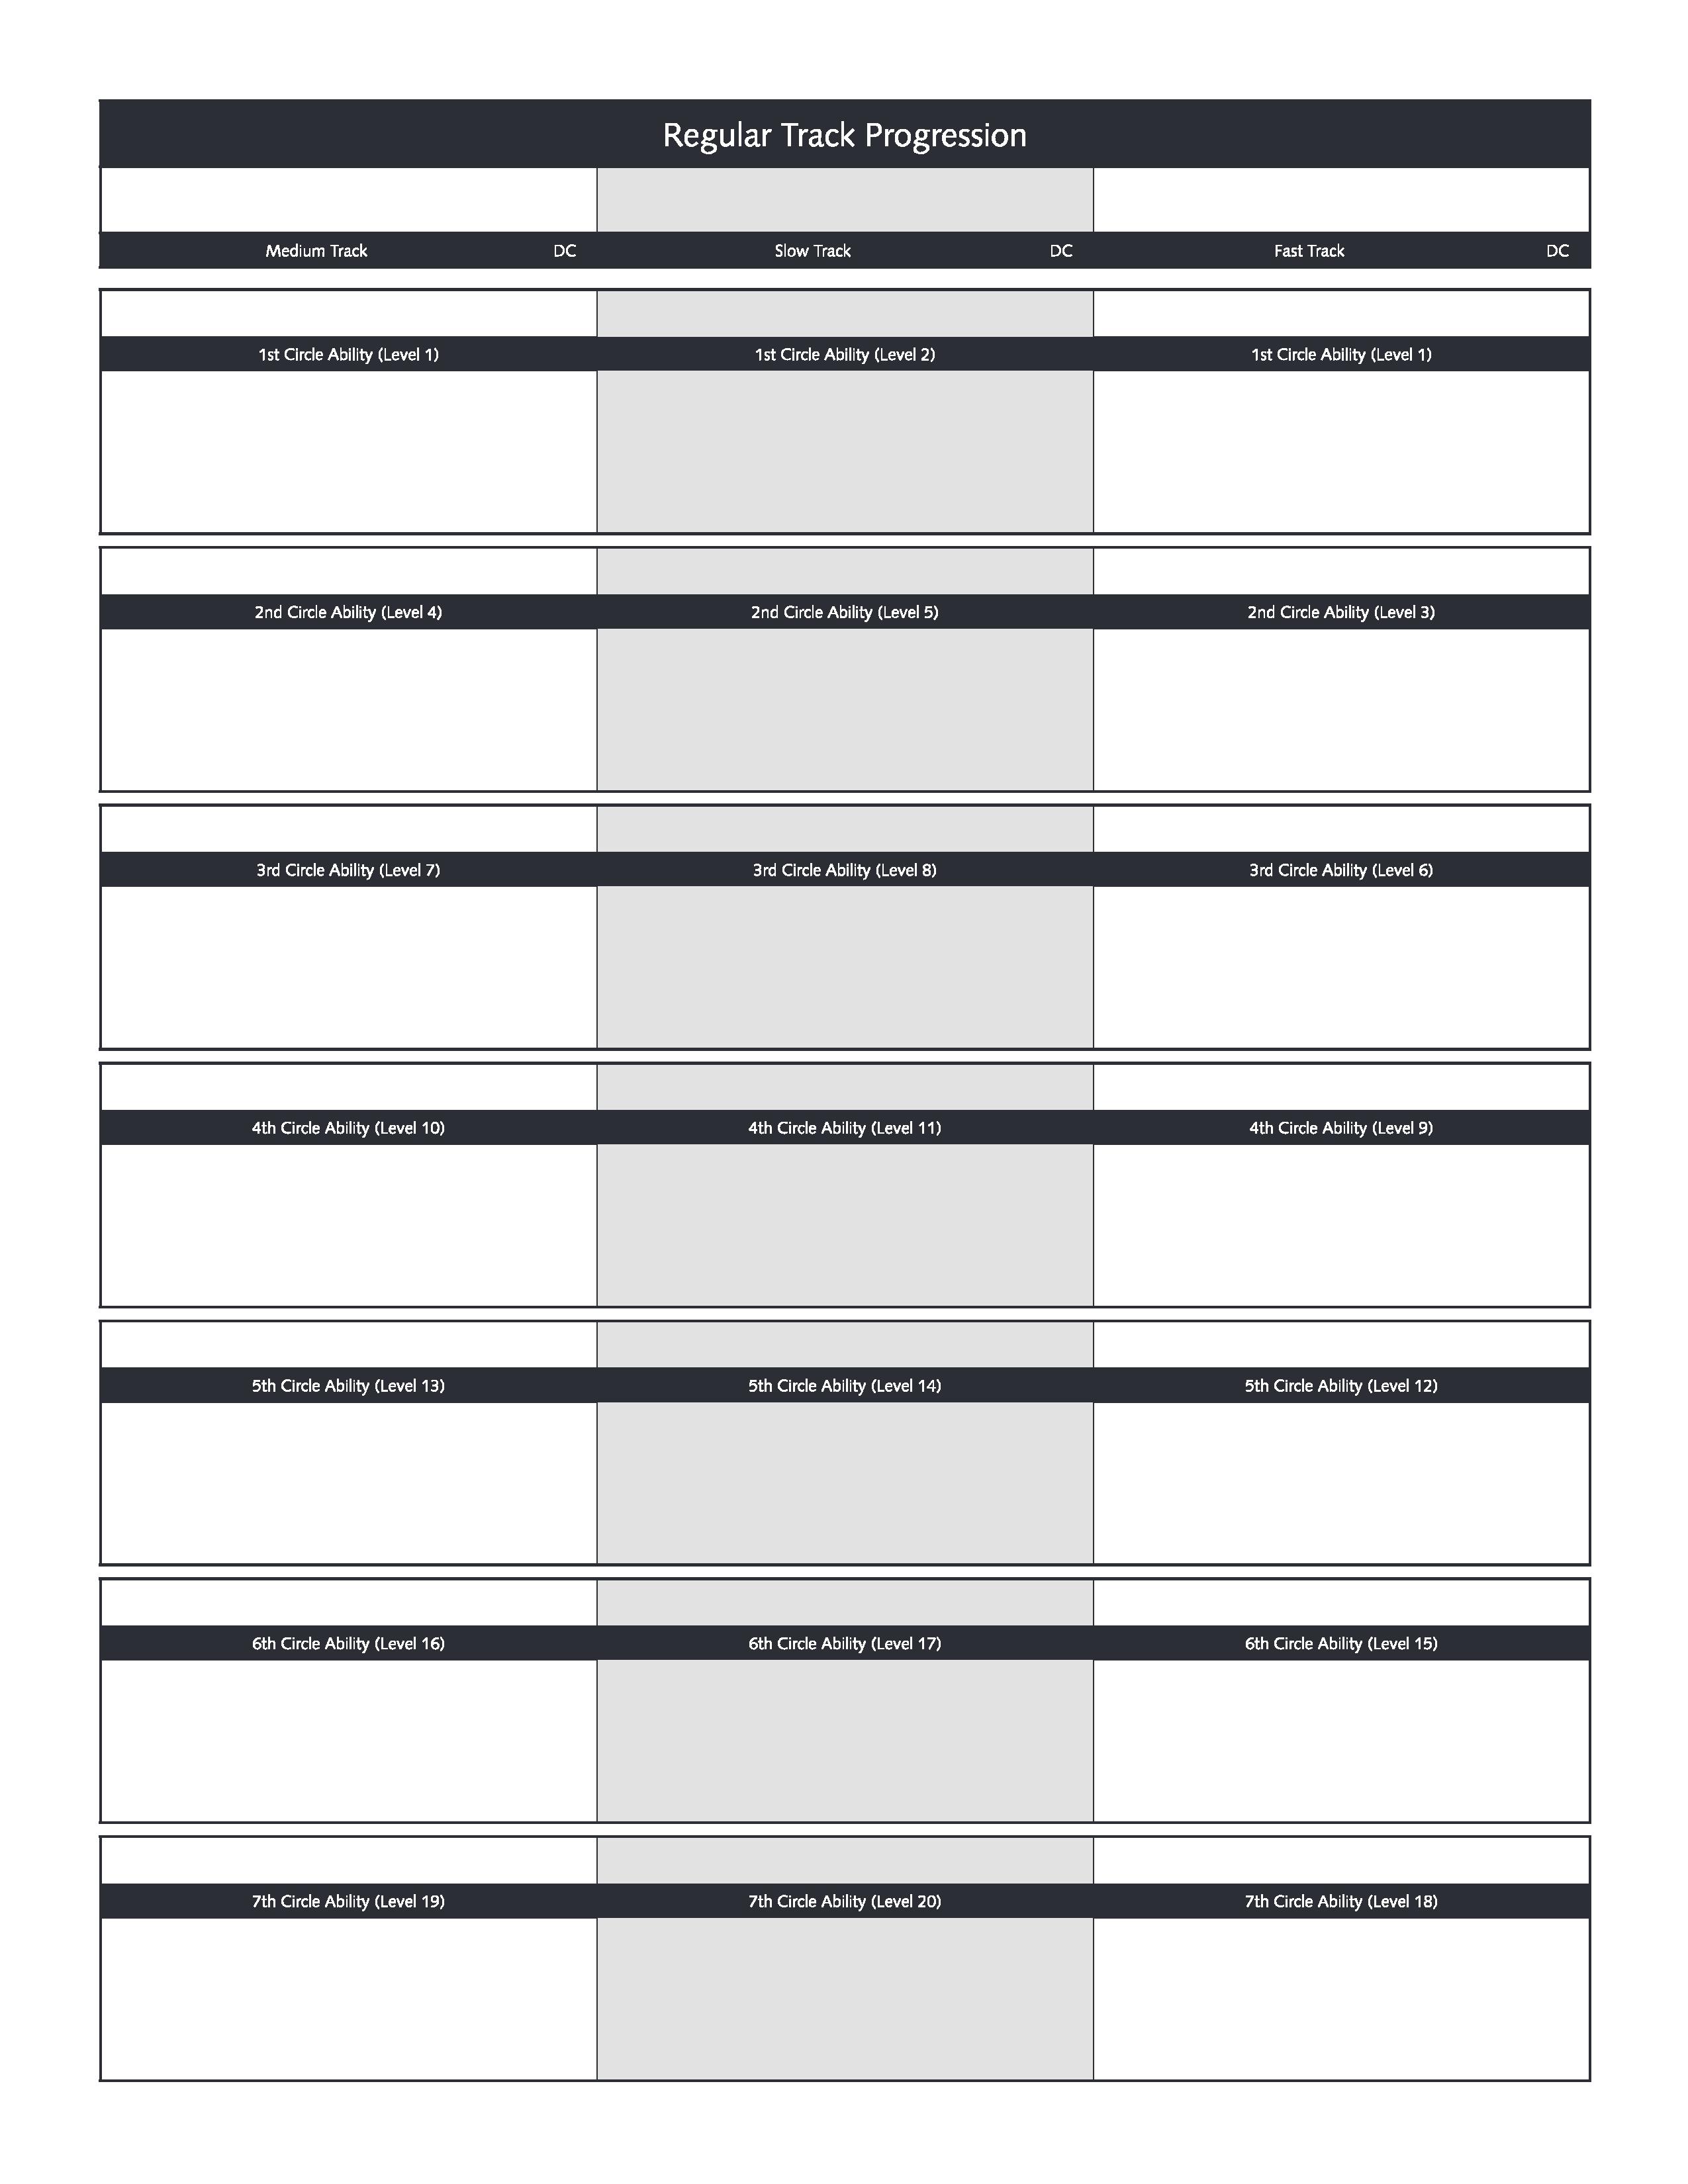 Regular Track Progression
Medium Track DC Slow Track DC Fast Track DC
1st Circle Ability (Level 1) 1st Circle Ability (Level 2) 1st Circle Ability (Level 1)
2nd Circle Ability (Level 4) 2nd Circle Ability (Level 5) 2nd Circle Ability (Level 3)
3rd Circle Ability (Level 7) 3rd Circle Ability (Level 8) 3rd Circle Ability (Level 6)
4th Circle Ability (Level 10) 4th Circle Ability (Level 11) 4th Circle Ability (Level 9)
5th Circle Ability (Level 13) 5th Circle Ability (Level 14) 5th Circle Ability (Level 12)
6th Circle Ability (Level 16) 6th Circle Ability (Level 17) 6th Circle Ability (Level 15)
7th Circle Ability (Level 19) 7th Circle Ability (Level 20) 7th Circle Ability (Level 18)